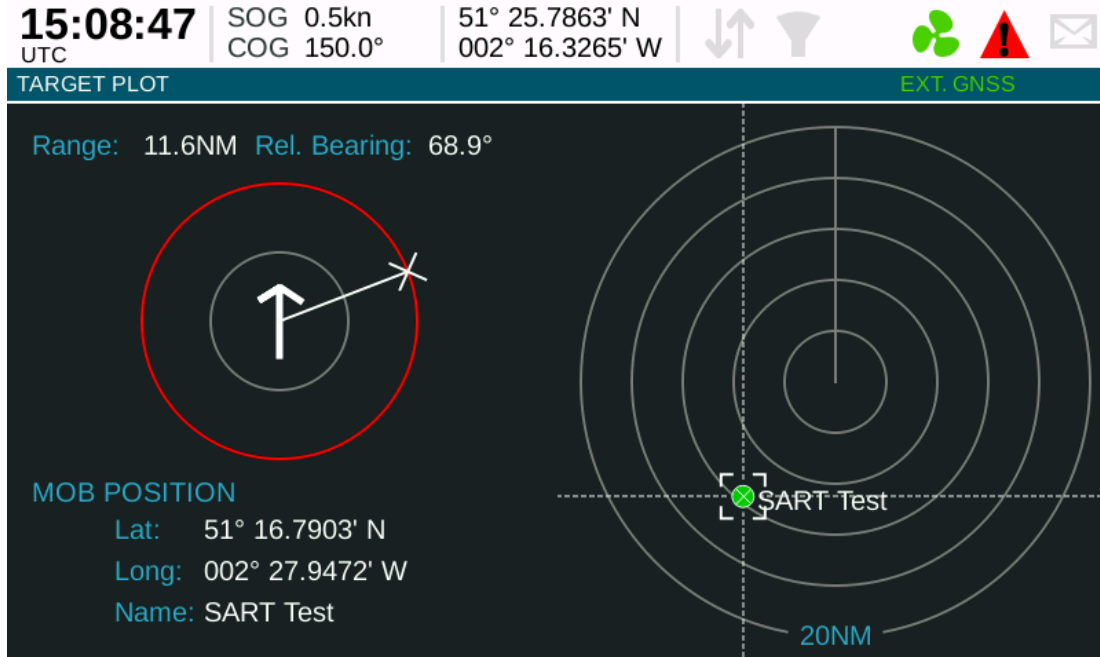 15:08:47
UTC
SOG 0.5kn
COG 150.0°
51° 25.7863' N
002° 16.3265' W
TARGET PLOT
EXT. GNSS
Range: 11.6NM Rel. Bearing: 68.9°
MOB POSITION
Lat: 51° 16.7903' N
Long: 002° 27.9472' W
Name: SART Test
SART Test
20NM